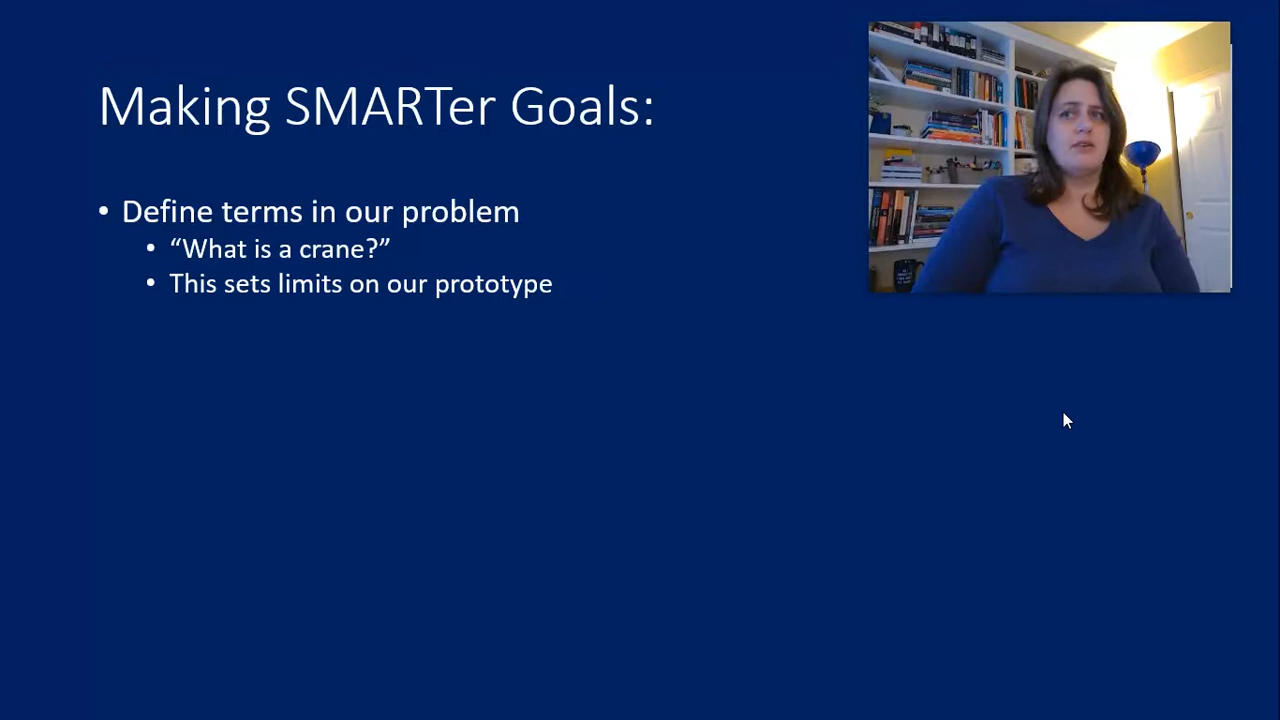 Making SMARTer Goals:
• Define terms in our problem
• “What is a crane?”
• This sets limits on our prototype